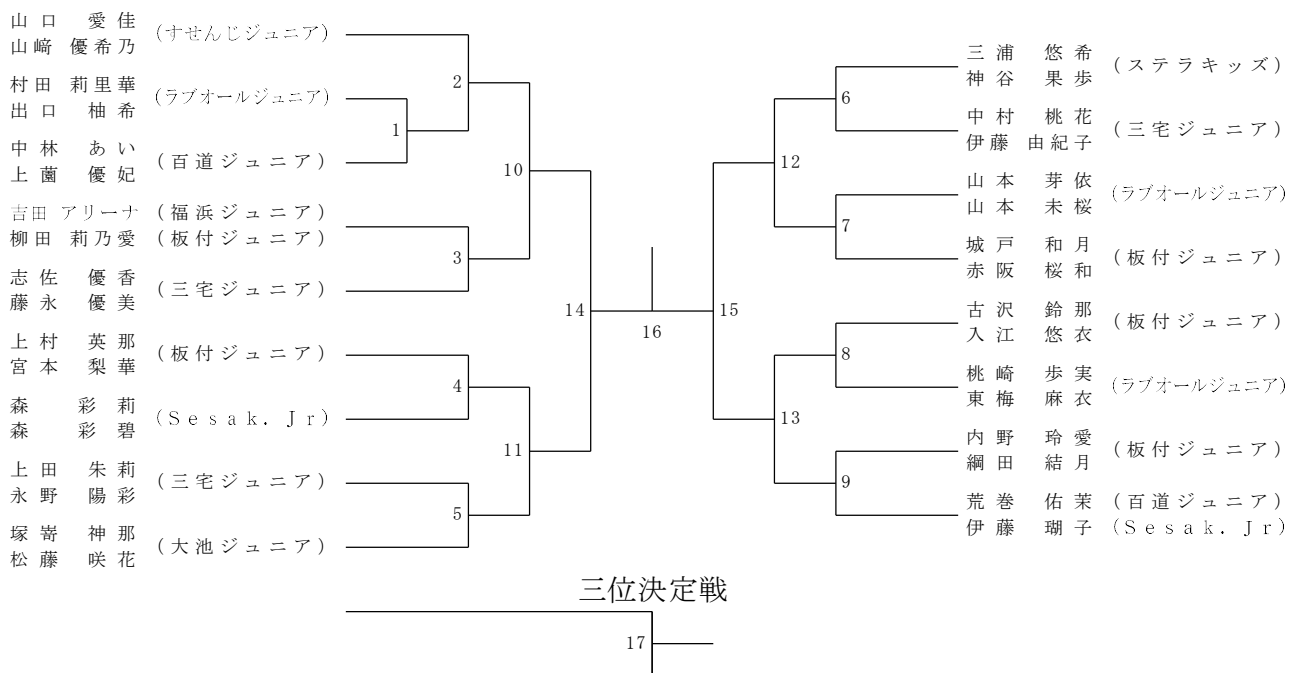 山口 愛佳
山﨑 優希乃
(すせんじジュニア)
村田 莉里華
出口 柚希
(ラブオールジュニア)
中林 あい
上薗 優妃
(百道ジュニア)
吉田 アリーナ (福浜ジュニア)
柳田 莉乃愛 (板付ジュニア)
志佐 優香
藤永 優美
(三宅ジュニア)
上村 英那
宮本 梨華
(板付ジュニア)
森 彩莉
森 彩碧
(Sesak.Jr)
上田 朱莉
永野 陽彩
(三宅ジュニア)
塚嵜 神那
松藤 咲花
(大池ジュニア)
1
2
3
4
5
10
11
14
16
15
12
13
6
7
8
9
三浦 悠希
神谷 果歩
(ステラキッズ)
中村 桃花
伊藤 由紀子
(三宅ジュニア)
山本 芽依
山本 未桜
(ラブオールジュニア)
城戸 和月
赤阪 桜和
(板付ジュニア)
古沢 鈴那
入江 悠衣
(板付ジュニア)
桃崎 歩実
東梅 麻衣
(ラブオールジュニア)
内野 玲愛
綱田 結月
(板付ジュニア)
荒巻 佑茉 (百道ジュニア)
伊藤 瑚子 (Sesak.Jr)
三位決定戦
17